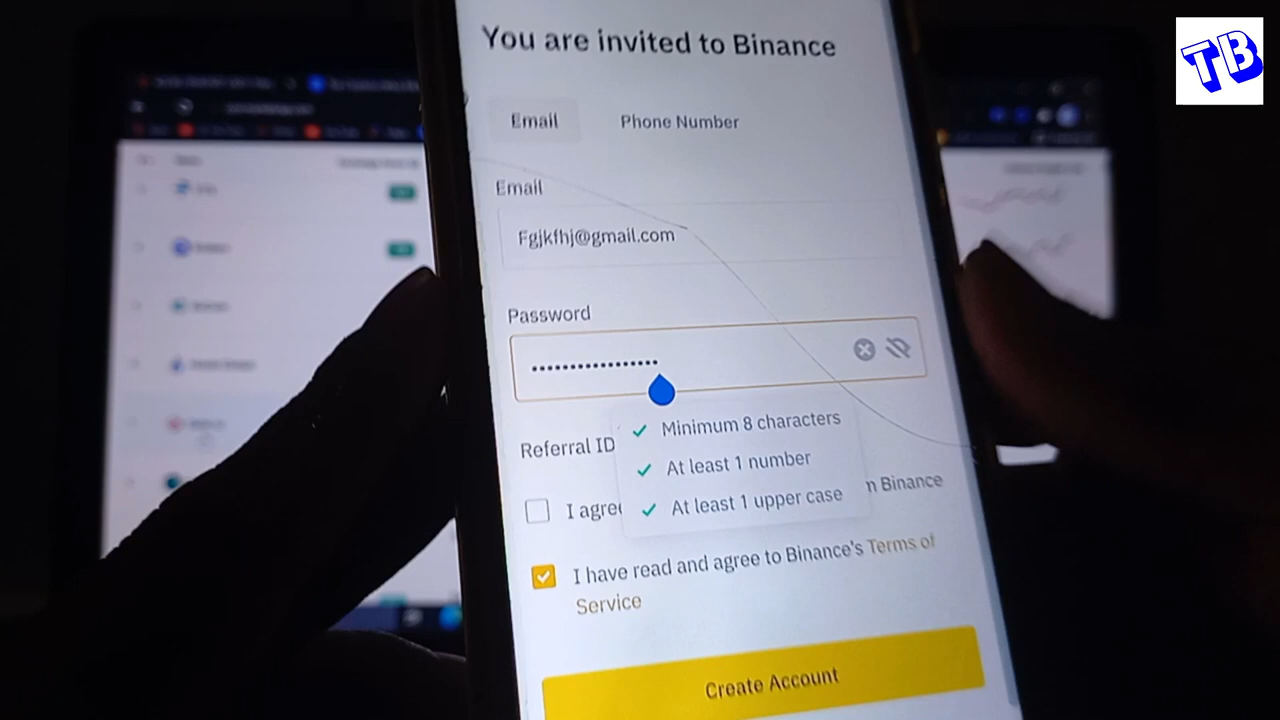 TB
You are invited to Binance
Email
Phone Number
Email
Fgjkfhj@gmail.com
Password
•••••••••••••••••
Minimum 8 characters
Referral ID
At least 1 number
I agree
n Binance
At least 1 upper case
I have read and agree to Binance's Terms of
Service
Create Account